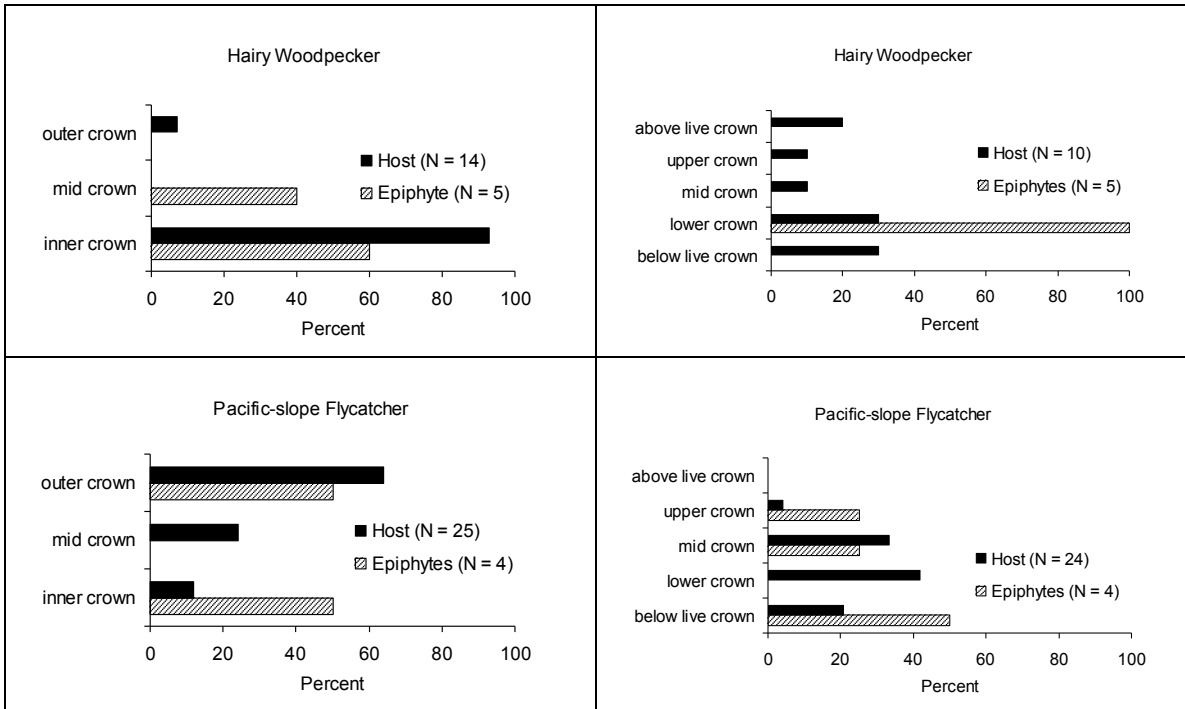 Hairy Woodpecker
outer crown
mid crown
inner crown
Host (N = 14)
Epiphyte (N = 5)
0 20 40 60 80 100
Percent
Hairy Woodpecker
above live crown
upper crown
mid crown
lower crown
below live crown
Host (N = 10)
Epiphytes (N = 5)
0 20 40 60 80 100
Percent
Pacific-slope Flycatcher
outer crown
mid crown
inner crown
Host (N = 25)
Epiphytes (N = 4)
0 20 40 60 80 100
Percent
Pacific-slope Flycatcher
above live crown
upper crown
mid crown
lower crown
below live crown
Host (N = 24)
Epiphytes (N = 4)
0 20 40 60 80 100
Percent